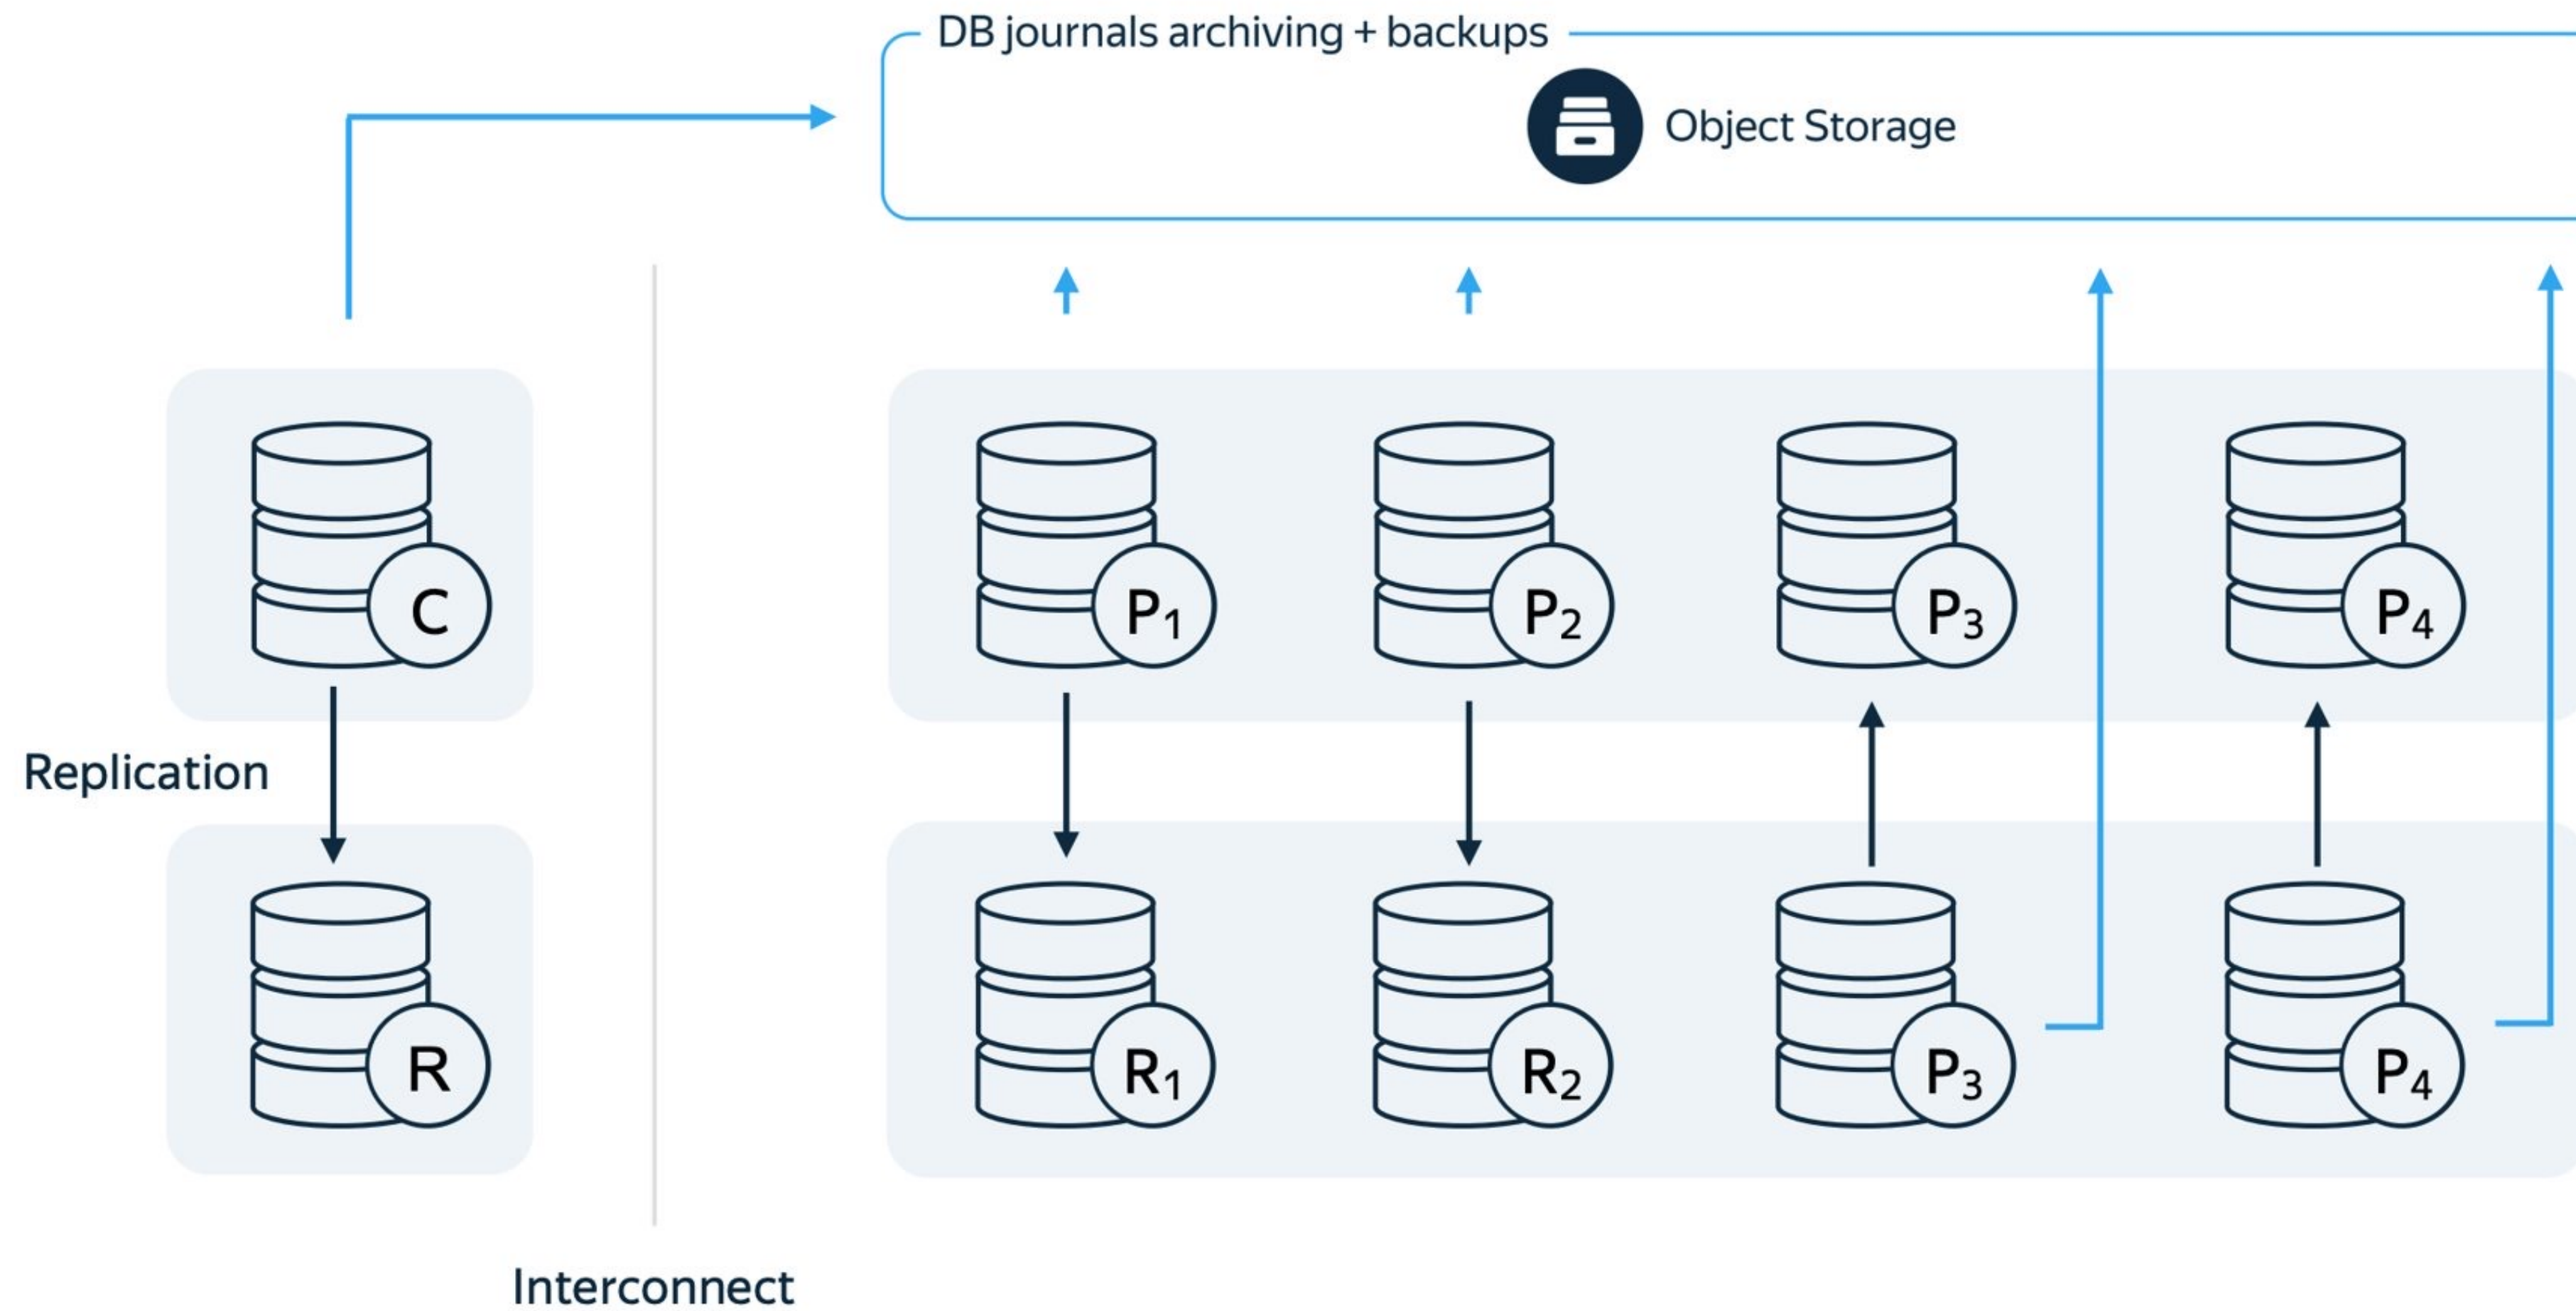 DB journals archiving + backups
Object Storage
C
P₁
P₂
P₃
P₄
Replication
R
R₁
R₂
P₃
P₄
Interconnect